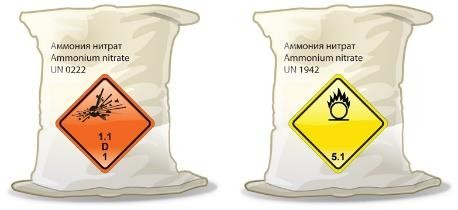 Аммония нитрат
Ammonium nitrate
UN 0222
1.1
D
1
Аммония нитрат
Ammonium nitrate
UN 1942
5.1